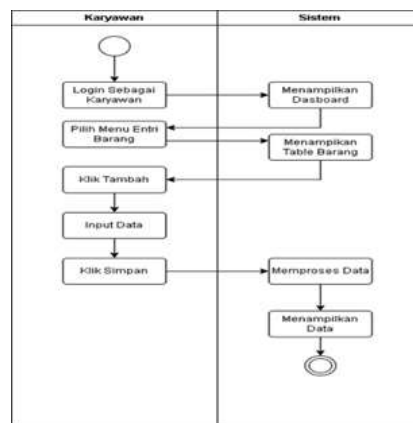 Karyawan
Sistem
Login Sebagai
Karyawan
Menampilkan
Dasboard
Pilih Menu Entri
Barang
Menampikan
Table Barang
Klik Tambah
Input Data
Klik Simpan
Memproses Data
Menampilkan
Data